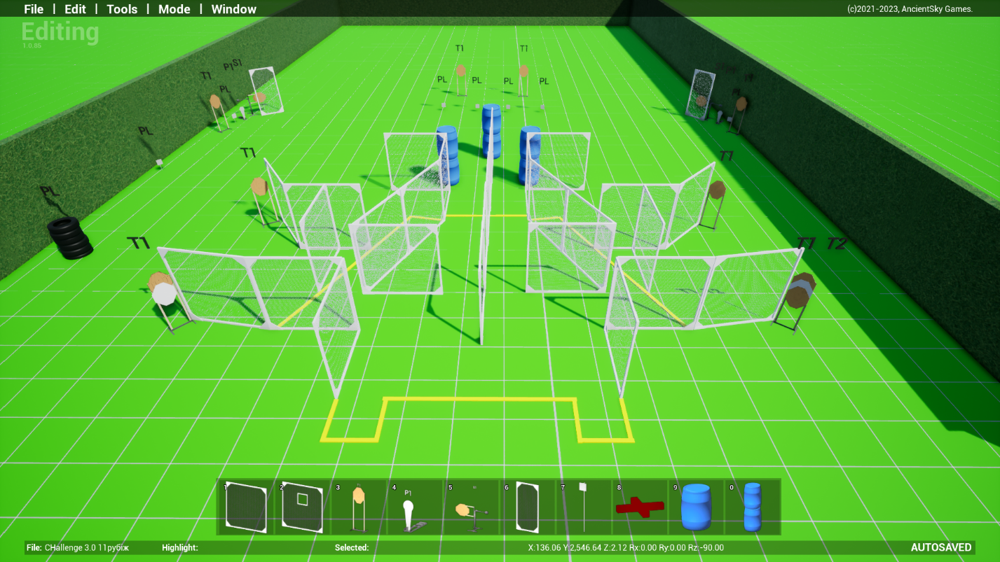 File | Edit | Tools | Mode | Window
(c)2021-2023, AncientSky Games.
Editing
1.0.85
T1 T1
PL PL PL PL
T1 P1 S1
PL
PL
PL
T1 T1
PL
T1 T1 T2
1 2 3 4 5 6 7 8 9 0
P1
File: CHallenge 3.0 11рубіж Highlight: Selected: X:136.06 Y:2,546.64 Z:2.12 Rx:0.00 Ry:0.00 Rz:-90.00 AUTOSAVED